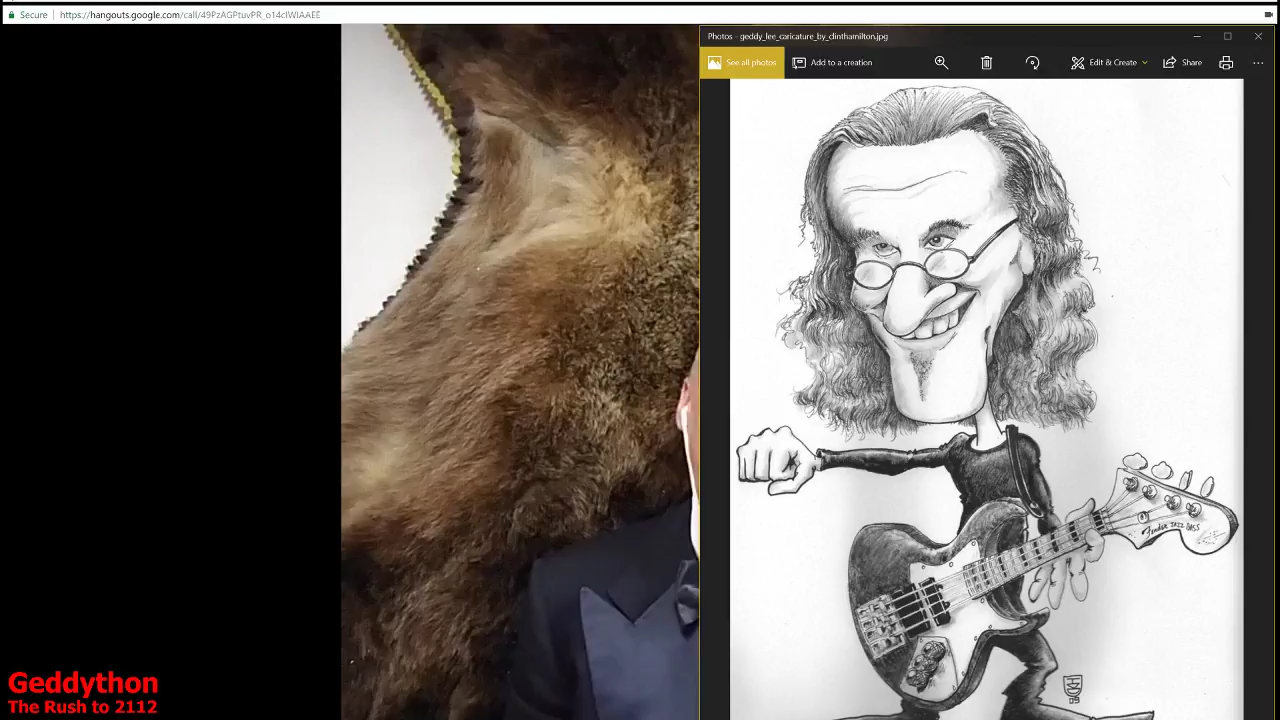 Secure
https://hangouts.google.com/call/49PzAGPtuvPR_o14cIWIAAEE
Photos - geddy_lee_caricature_by_clinthamilton.jpg
See all photos
Add to a creation
Edit & Create
Share
Fender JAZZ BASS
Geddython
The Rush to 2112